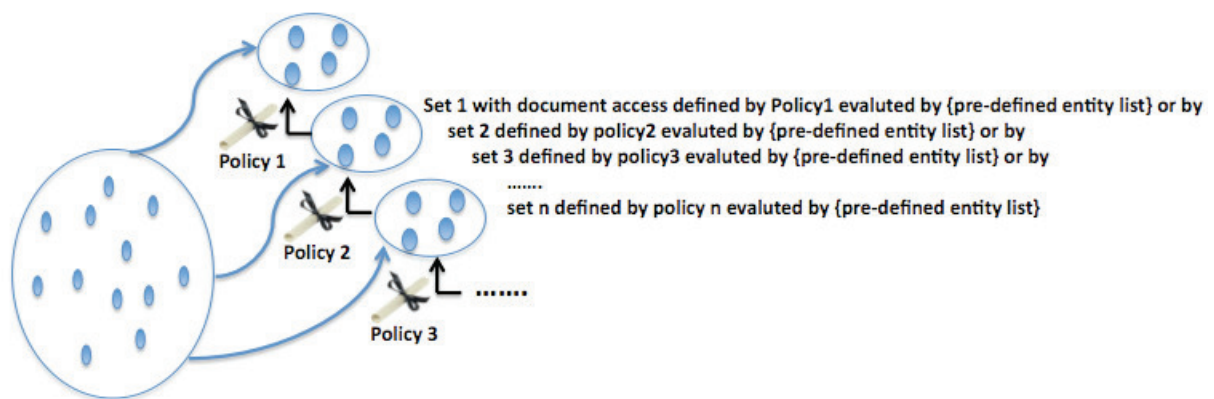 Set 1 with document access defined by Policy1 evaluted by {pre-defined entity list} or by
set 2 defined by policy2 evaluted by {pre-defined entity list} or by
set 3 defined by policy3 evaluted by {pre-defined entity list} or by
.......
set n defined by policy n evaluted by {pre-defined entity list}
Policy 1
Policy 2
.......
Policy 3